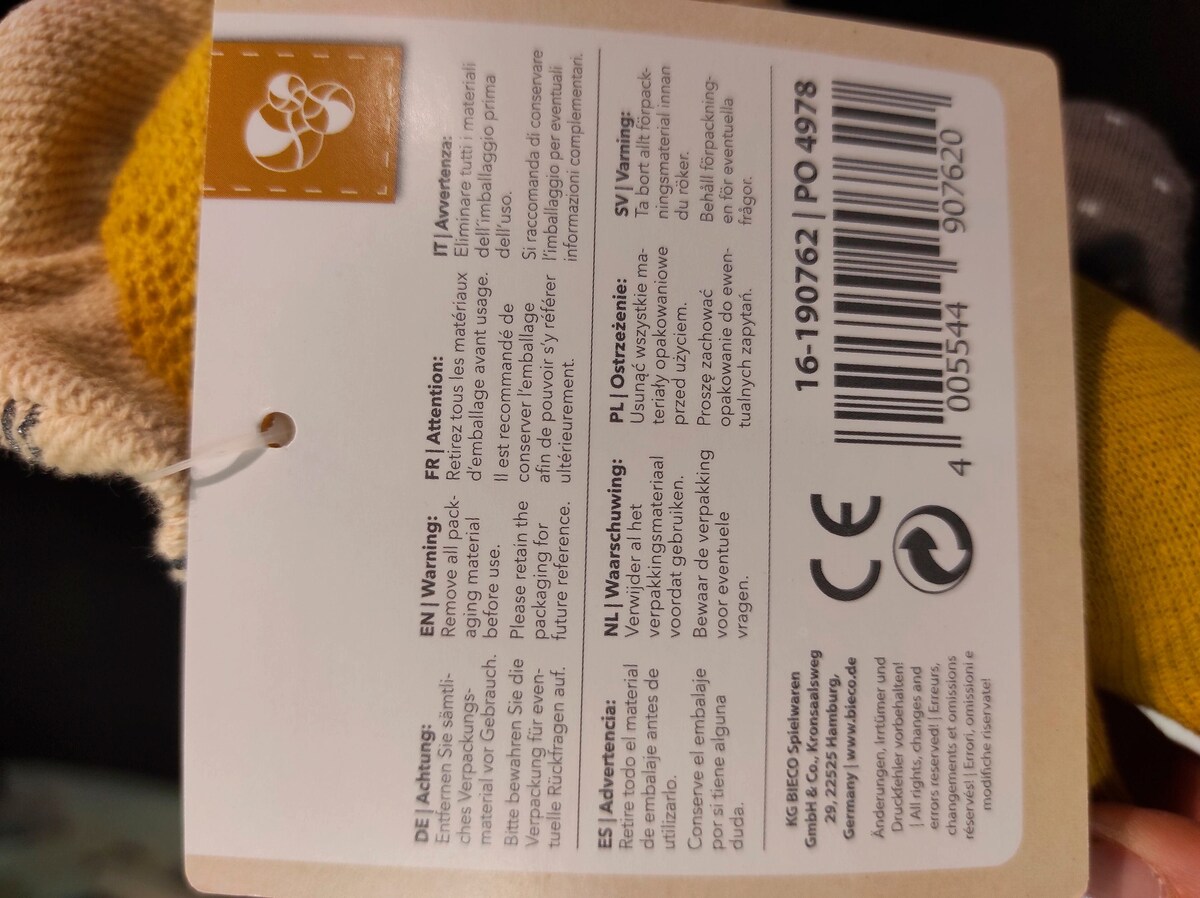 DE | Achtung:
Entfernen Sie sämtli-
ches Verpackungs-
material vor Gebrauch.
Bitte bewahren Sie die
Verpackung für even-
tuelle Rückfragen auf.
EN | Warning:
Remove all pack-
aging material
before use.
Please retain the
packaging for
future reference.
FR | Attention:
Retirez tous les matériaux
d'emballage avant usage.
Il est recommandé de
conserver l'emballage
afin de pouvoir s'y référer
ultérieurement.
IT | Avvertenza:
Eliminare tutti i materiali
dell'imballaggio prima
dell'uso.
Si raccomanda di conservare
l'imballaggio per eventuali
informazioni complementari.
ES | Advertencia:
Retire todo el material
de embalaje antes de
utilizarlo.
Conserve el embalaje
por si tiene alguna
duda.
NL | Waarschuwing:
Verwijder al het
verpakkingsmateriaal
voordat gebruiken.
Bewaar de verpakking
voor eventuele
vragen.
PL | Ostrzeżenie:
Usunąć wszystkie ma-
teriały opakowaniowe
przed użyciem.
Proszę zachować
opakowanie do ewen-
tualnych zapytań.
SV | Varning:
Ta bort allt förpack-
ningsmaterial innan
du röker.
Behåll förpackning-
en för eventuella
frågor.
KG BIECO Spielwaren
GmbH & Co., Kronsaalsweg
29, 22525 Hamburg,
Germany | www.bieco.de
Änderungen, Irrtümer und
Druckfehler vorbehalten!
| All rights, changes and
errors reserved! | Erreurs,
changements et omissions
réservés! | Errori, omissioni e
modifiche riservate!
CE
16-190762 | PO 4978
4 005544 907620